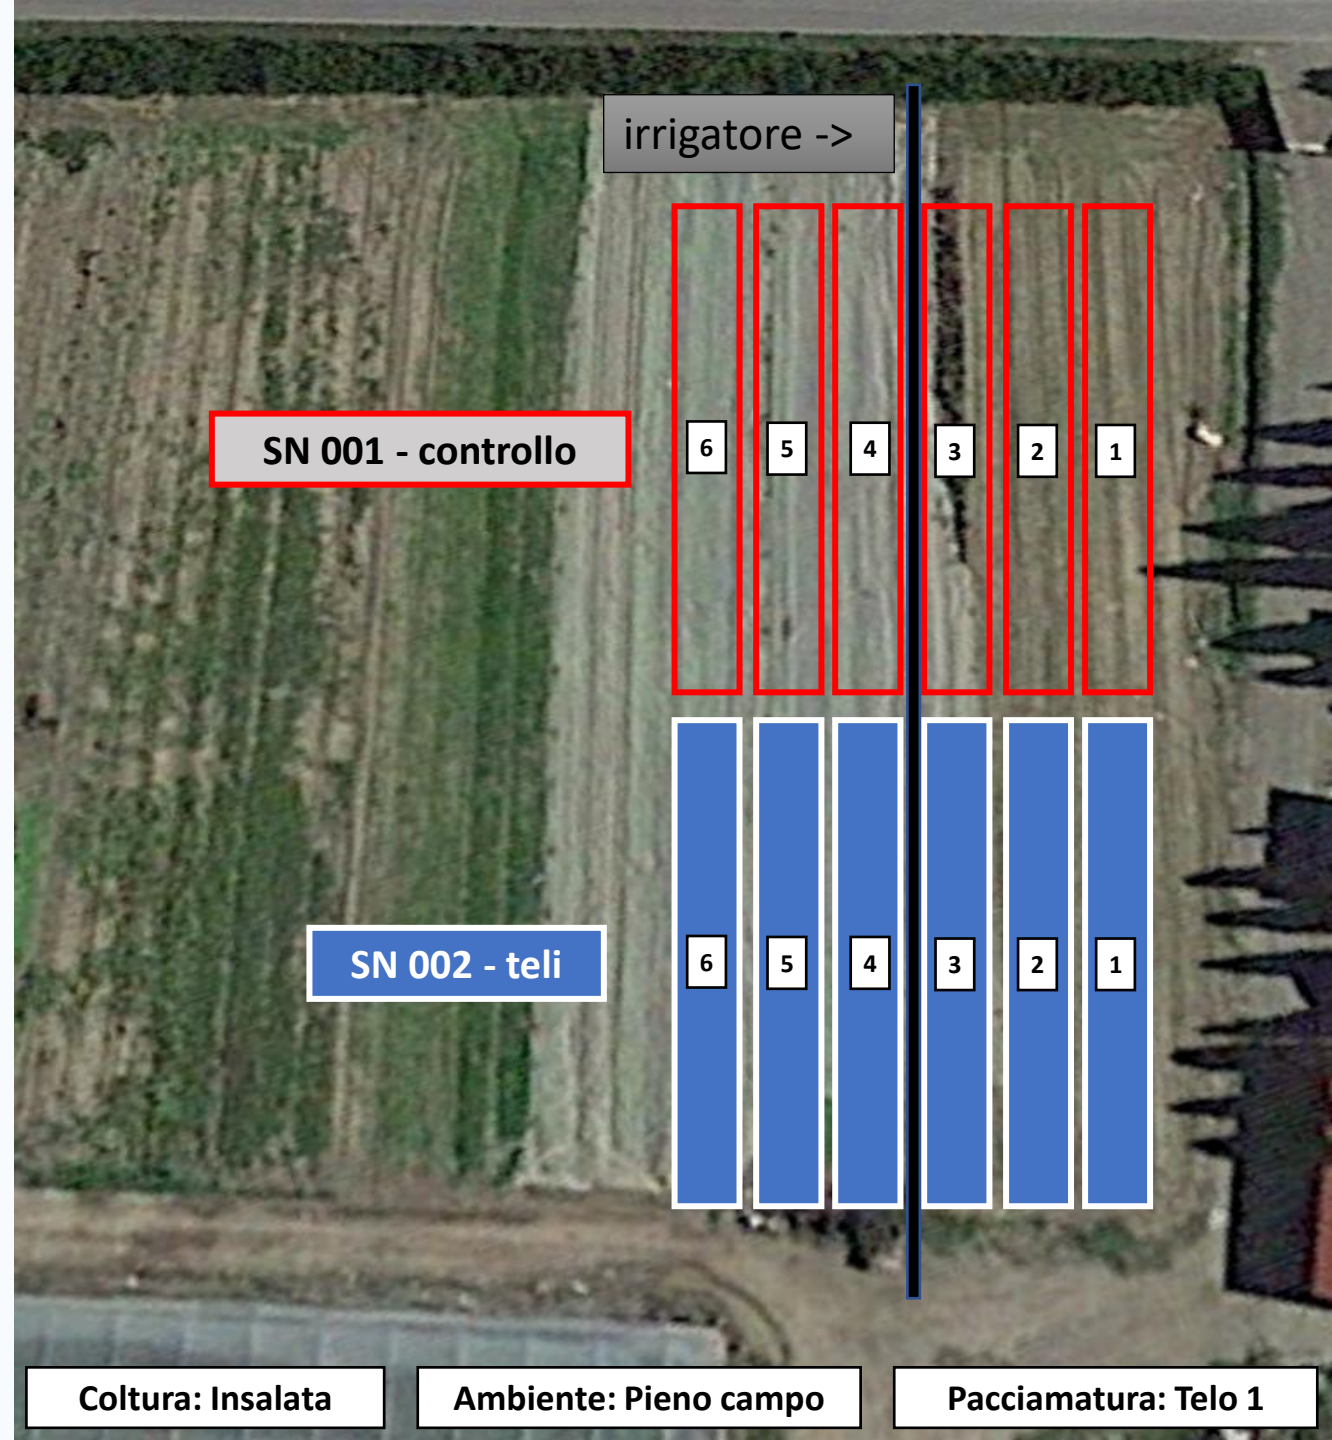 irrigatore ->
SN 001 - controllo
6 5 4 3 2 1
SN 002 - teli
6 5 4 3 2 1
Coltura: Insalata
Ambiente: Pieno campo
Pacciamatura: Telo 1